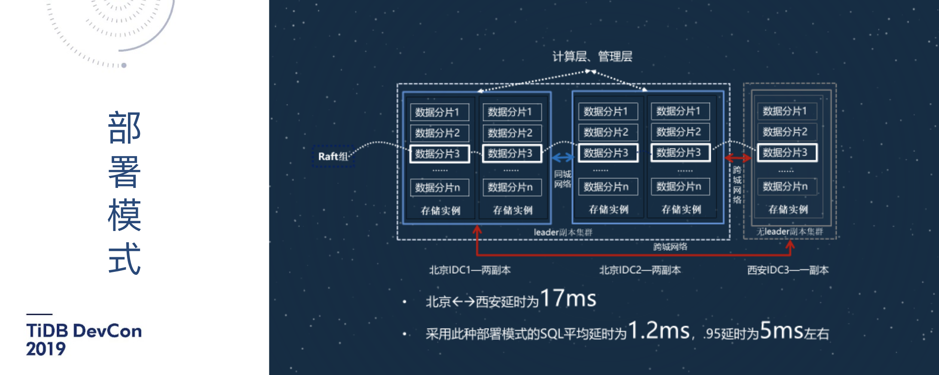 部
署
模
式
TiDB DevCon
2019
计算层、管理层
数据分片1 数据分片1 数据分片1 数据分片1 数据分片1
数据分片2 数据分片2 数据分片2 数据分片2 数据分片2
Raft组 数据分片3 数据分片3 数据分片3 数据分片3 数据分片3
...... ...... ...... ...... ......
同城网络
跨城网络
数据分片n 数据分片n 数据分片n 数据分片n 数据分片n
存储实例 存储实例 存储实例 存储实例 存储实例
leader副本集群 无leader副本集群
跨城网络
北京IDC1—两副本 北京IDC2—两副本 西安IDC3—一副本
• 北京<->西安延时为17ms
• 采用此种部署模式的SQL平均延时为1.2ms，.95延时为5ms左右